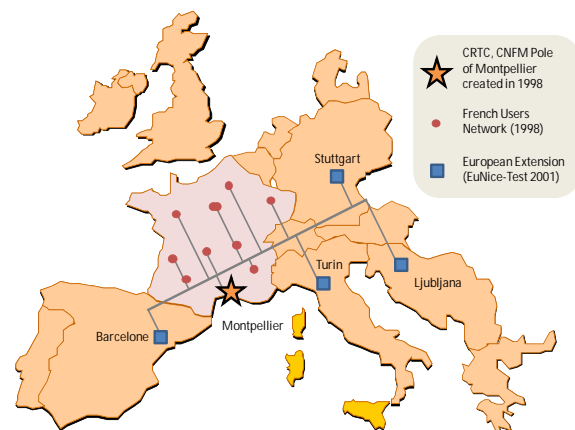 CRTC, CNFM Pole
of Montpellier
created in 1998
French Users
Network (1998)
European Extension
(EuNice-Test 2001)
Stuttgart
Turin
Ljubljana
Montpellier
Barcelone